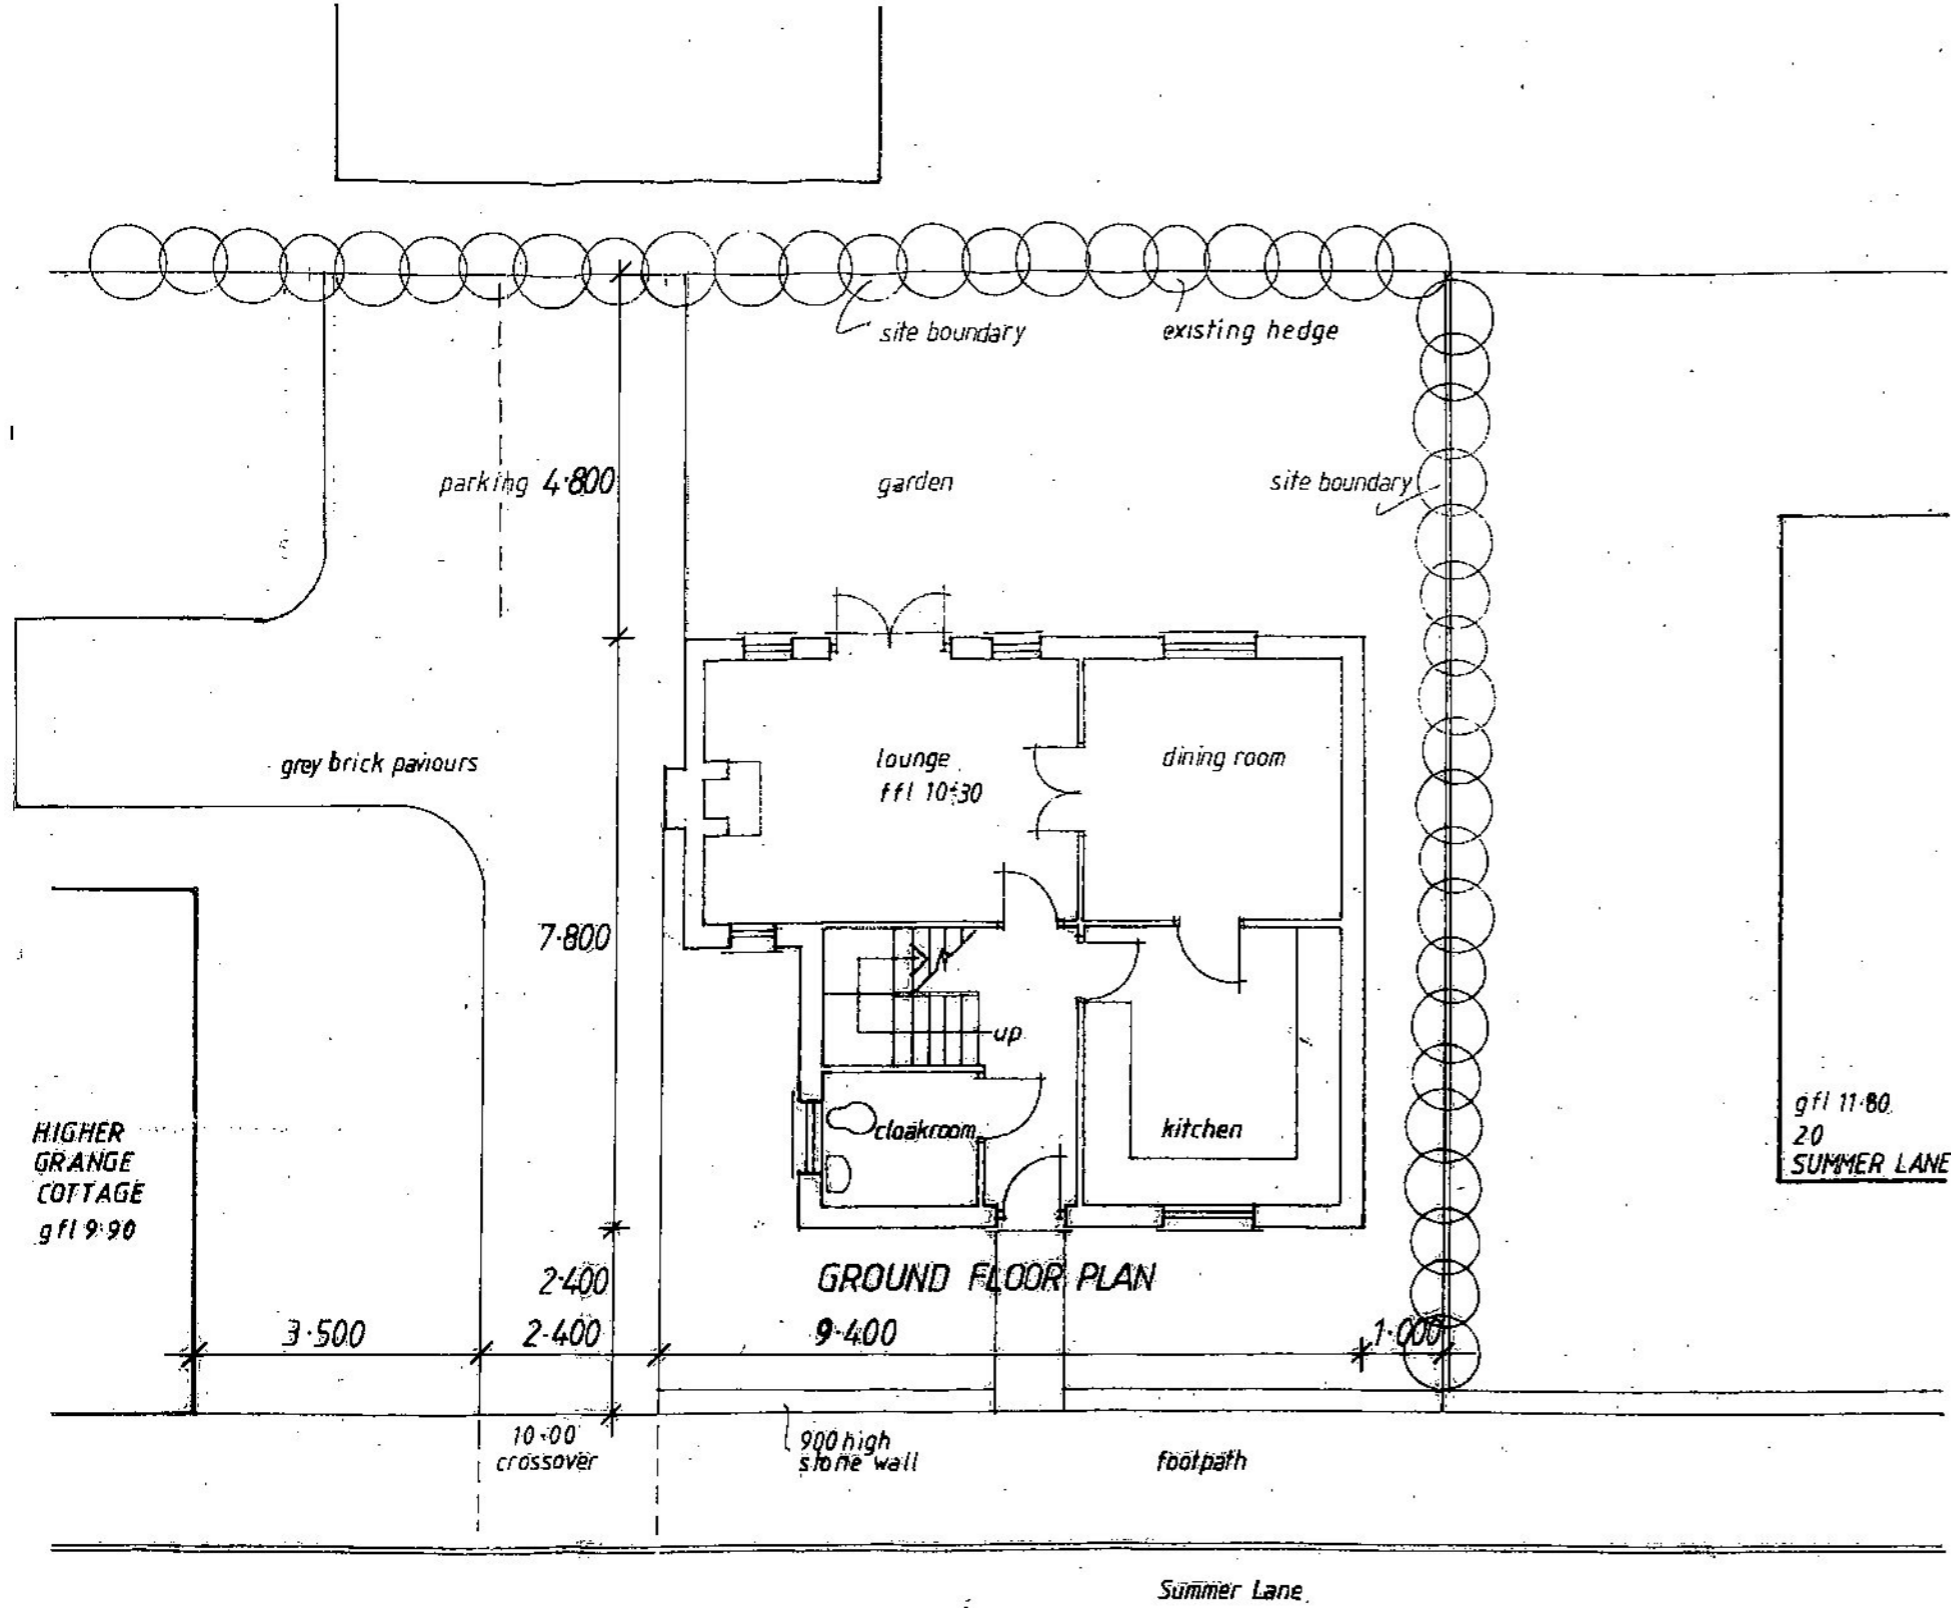 site boundary
existing hedge
parking
4·800
garden
site boundary
grey brick paviours
lounge
ffl 10·30
dining room
7·800
up
cloakroom
kitchen
HIGHER
GRANGE
COTTAGE
gfl 9·90
gfl 11·80
20
SUMMER LANE
2·400
GROUND FLOOR PLAN
3·500
2·400
9·400
1·000
10·00
crossover
900 high
stone wall
footpath
Summer Lane